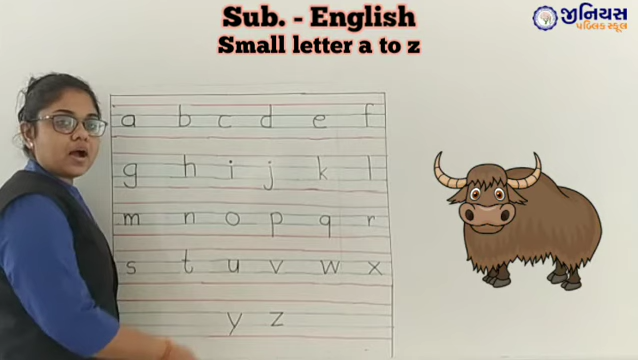 Sub. - English
Small letter a to z
જીનિયસ
પબ્લિક સ્કૂલ
a b c d e f
g h i j k l
m n o p q r
s t u v w x
y z